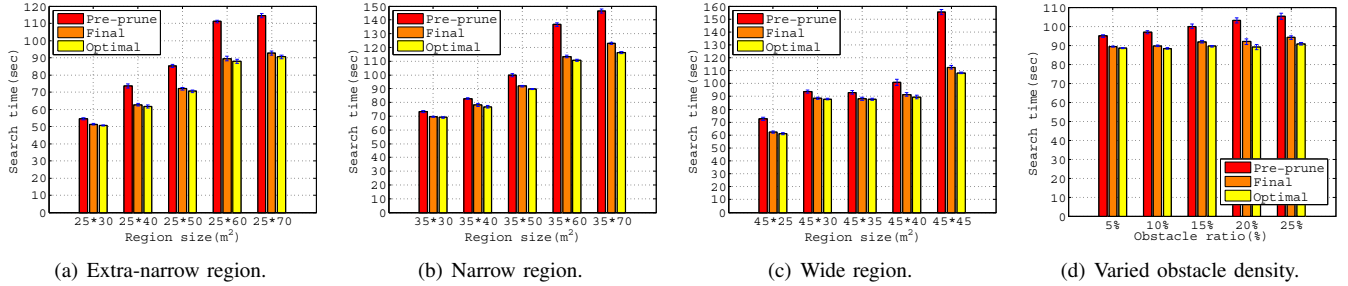 120
110
100
90
80
70
60
50
40
30
20
10
0
Search time(sec)
Pre-prune
Final
Optimal
25*30 25*40 25*50 25*60 25*70
Region size(m²)
(a) Extra-narrow region.
150
140
130
120
110
100
90
80
70
60
50
40
30
20
10
0
Search time(sec)
Pre-prune
Final
Optimal
35*30 35*40 35*50 35*60 35*70
Region size(m²)
(b) Narrow region.
160
150
140
130
120
110
100
90
80
70
60
50
40
30
20
10
0
Search time(sec)
Pre-prune
Final
Optimal
45*25 45*30 45*35 45*40 45*45
Region size(m²)
(c) Wide region.
110
100
90
80
70
60
50
40
30
20
10
0
Search time(sec)
Pre-prune
Final
Optimal
5% 10% 15% 20% 25%
Obstacle ratio(%)
(d) Varied obstacle density.